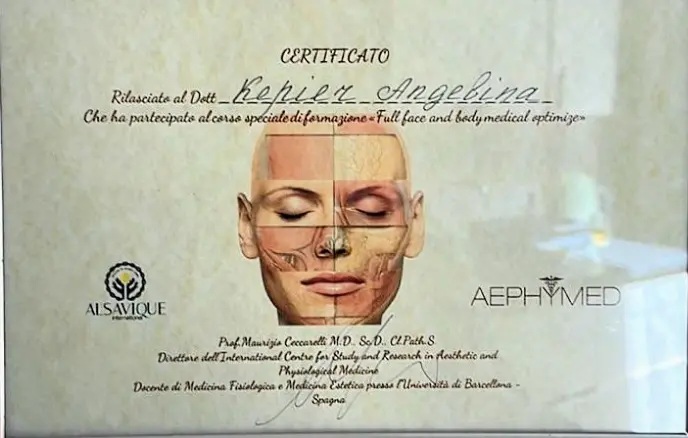 CERTIFICATO
Rilasciato al Dott. Kepier Angelina
Che ha partecipato al corso speciale di formazione «Full face and body medical optimize»
ALSAVIQUE
International
AEPHYMED
Prof. Maurizio Ceccarelli M.D., Sc.D., Cl.Path.S.
Direttore dell'International Centre for Study and Research in Aesthetic and
Physiological Medicine
Docente di Medicina Fisiologica e Medicina Estetica presso l'Università di Barcellona -
Spagna